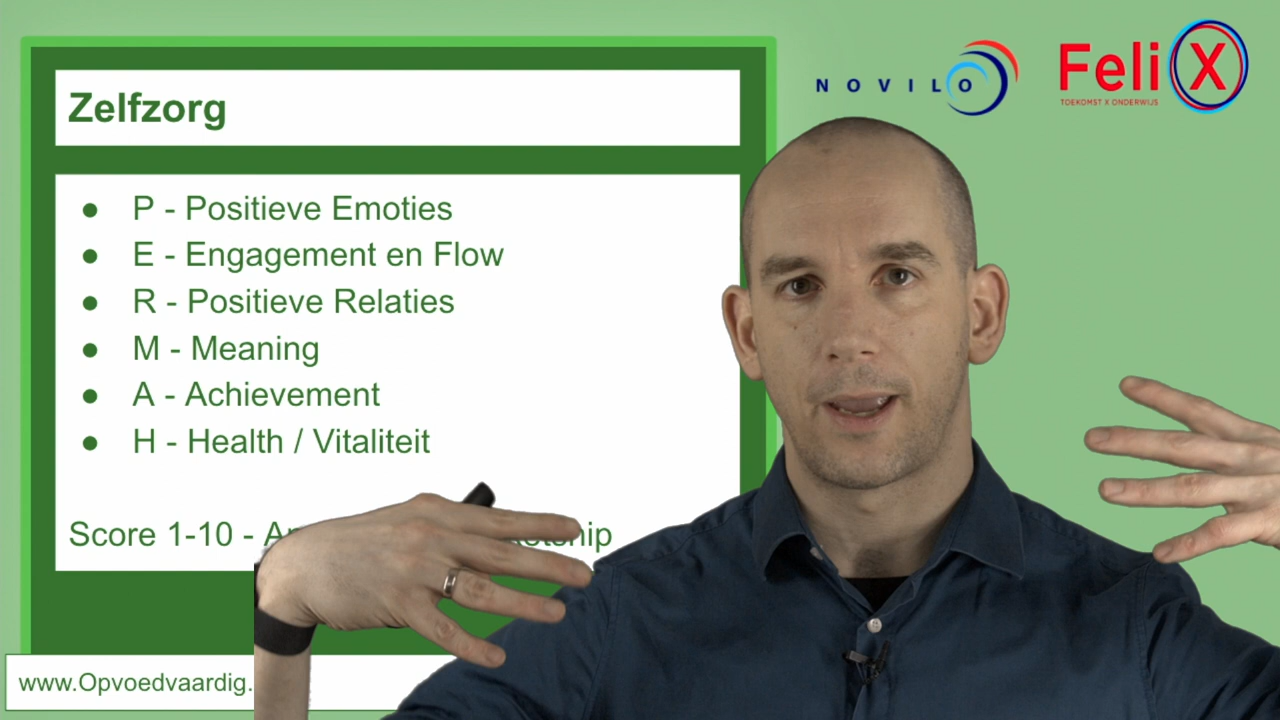 NOVILO
Feli X
TOEKOMST X ONDERWIJS
Zelfzorg
● P - Positieve Emoties
● E - Engagement en Flow
● R - Positieve Relaties
● M - Meaning
● A - Achievement
● H - Health / Vitaliteit
Score 1-10 -
www.Opvoedvaardig.